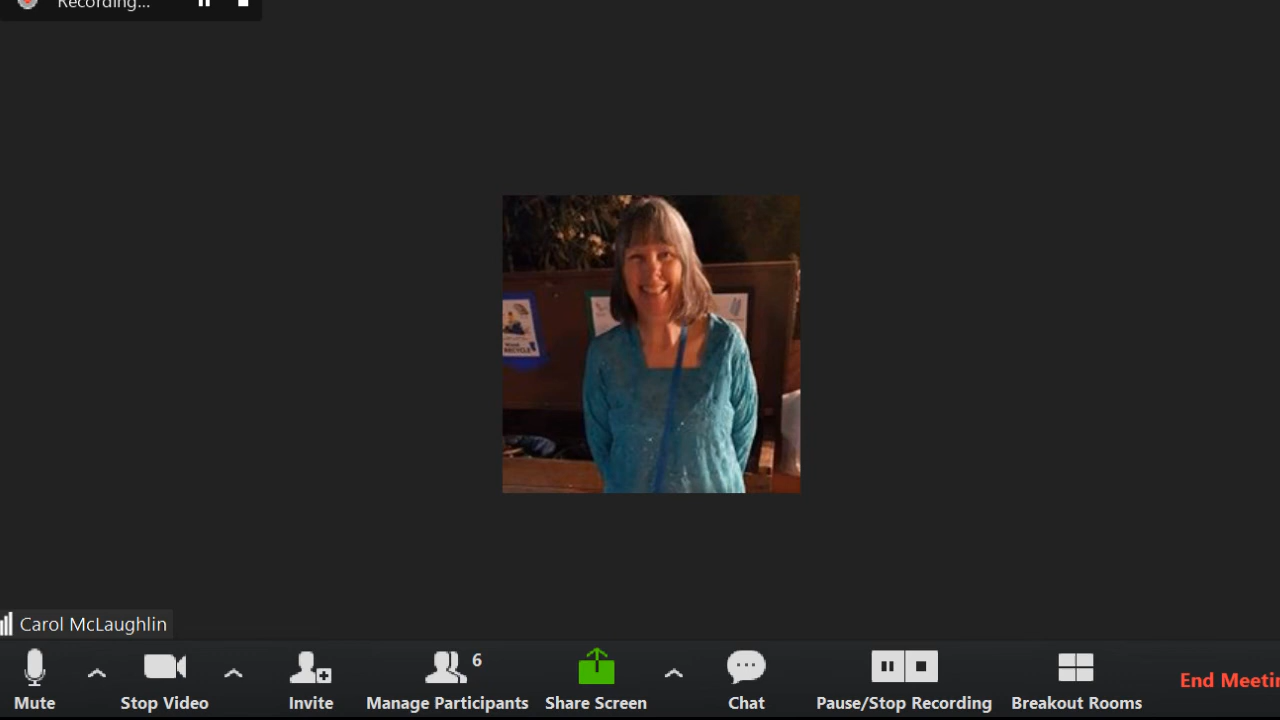 Recording...
RECYCLE
Carol McLaughlin
6
Mute
Stop Video
Invite
Manage Participants
Share Screen
Chat
Pause/Stop Recording
Breakout Rooms
End Meetin